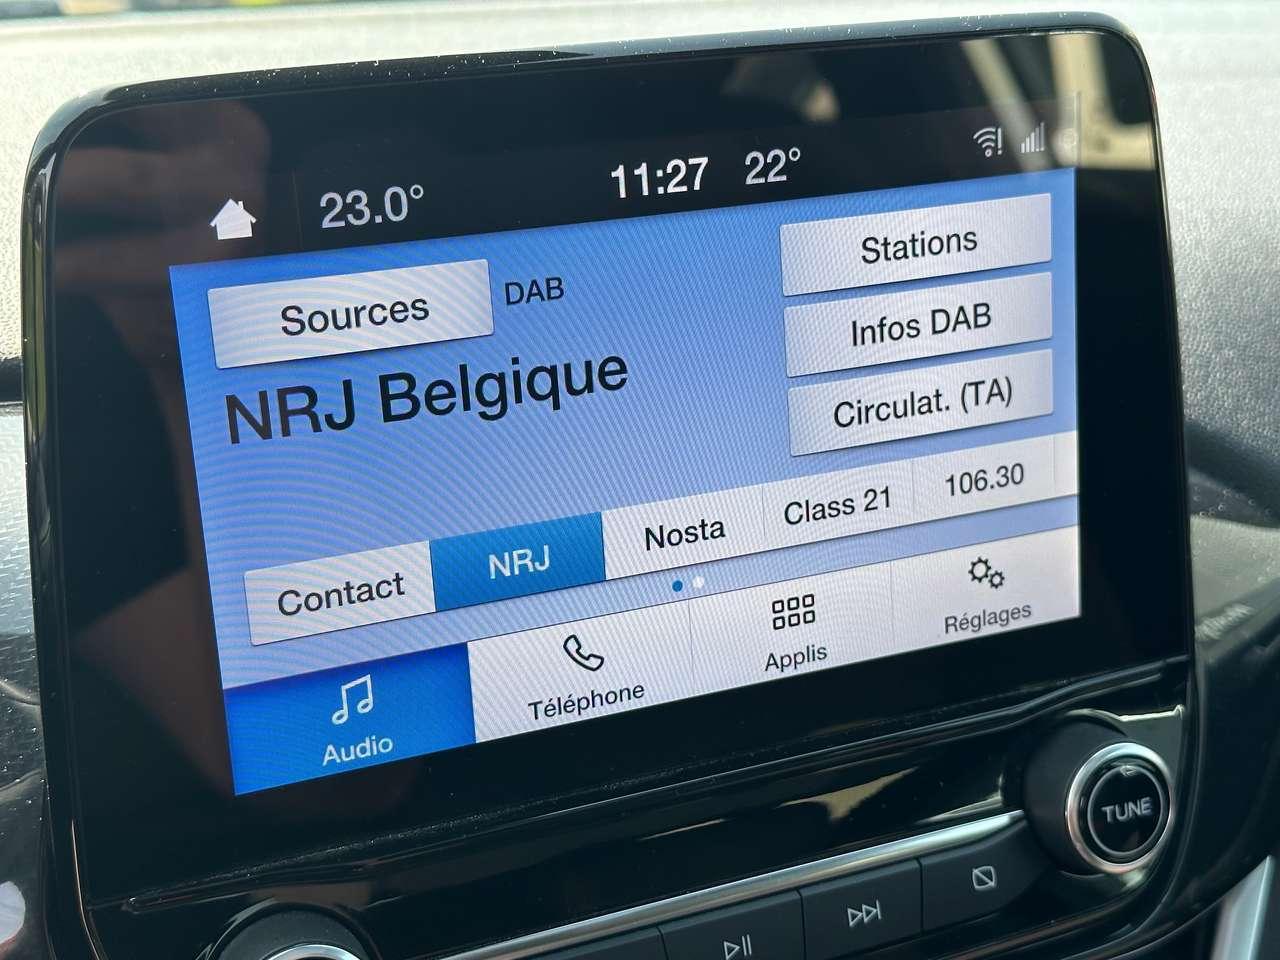 23.0°
11:27
22°
Sources
DAB
Stations
Infos DAB
Circulat. (TA)
NRJ Belgique
Contact
NRJ
Nosta
Class 21
106.30
Audio
Téléphone
Applis
Réglages
TUNE